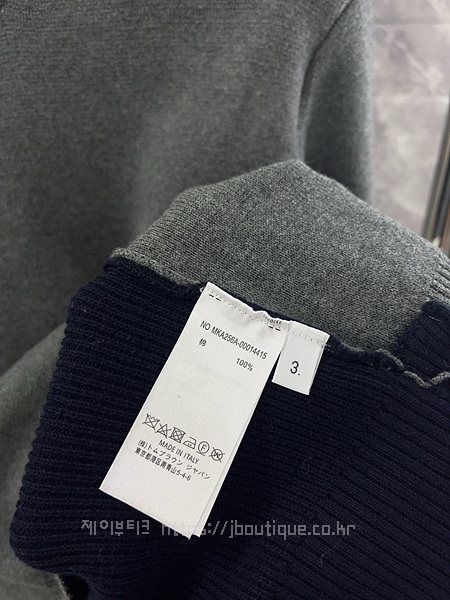 NO MKA256A-00014415
棉
100%
3.
MADE IN ITALY
(株)トムブラウン ジャパン
東京都港区南青山5-4-6
제이부티크 https://jboutique.co.kr